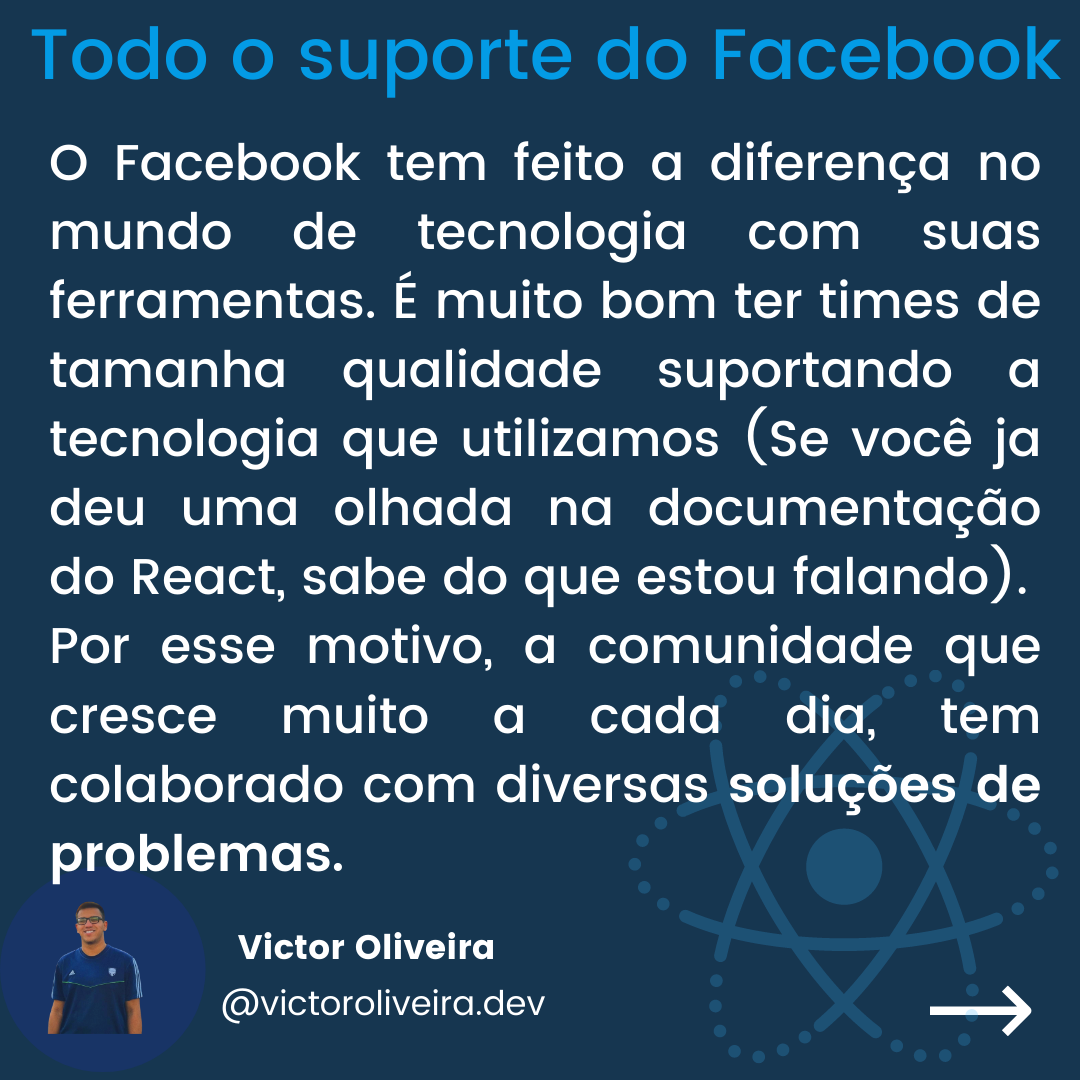 Todo o suporte do Facebook
O Facebook tem feito a diferença no
mundo de tecnologia com suas
ferramentas. É muito bom ter times de
tamanha qualidade suportando a
tecnologia que utilizamos (Se você ja
deu uma olhada na documentação
do React, sabe do que estou falando).
Por esse motivo, a comunidade que
cresce muito a cada dia, tem
colaborado com diversas soluções de
problemas.
Victor Oliveira
@victoroliveira.dev